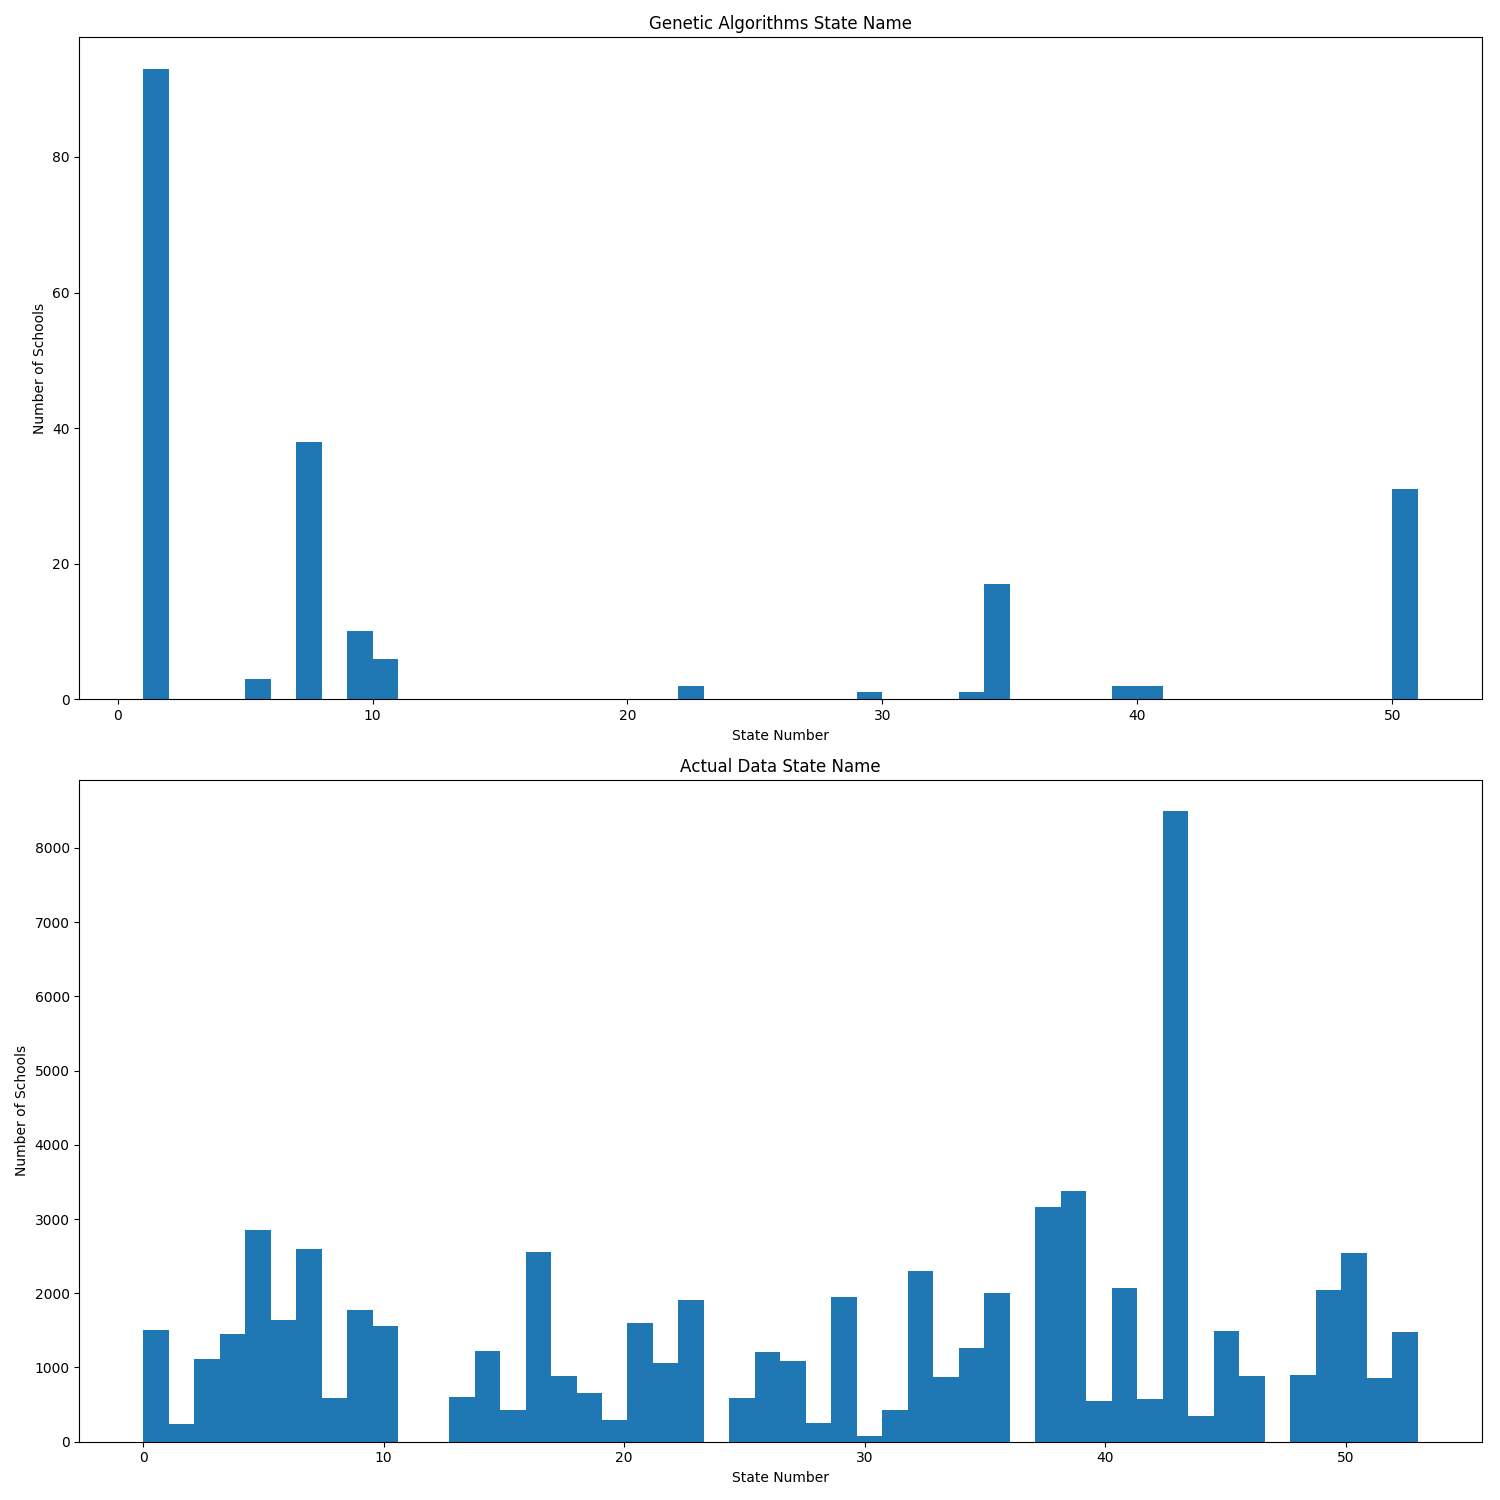 Genetic Algorithms State Name
80
60
40
20
0
Number of Schools
0 10 20 30 40 50
State Number
Actual Data State Name
8000
7000
6000
5000
4000
3000
2000
1000
0
Number of Schools
0 10 20 30 40 50
State Number